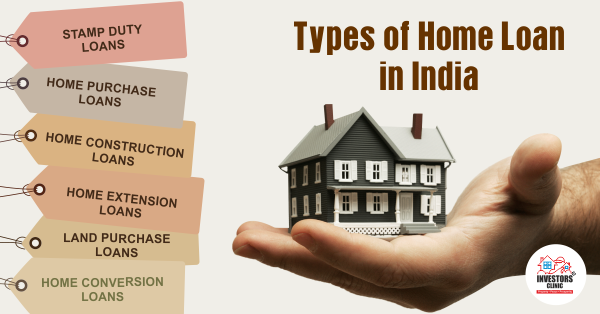 STAMP DUTY
LOANS
HOME PURCHASE
LOANS
HOME CONSTRUCTION
LOANS
HOME EXTENSION
LOANS
LAND PURCHASE
LOANS
HOME CONVERSION
LOANS
Types of Home Loan
in India
INVESTORS
CLINIC